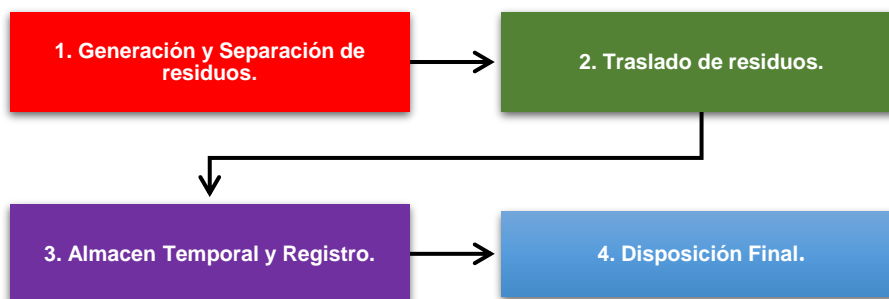 1. Generación y Separación de
residuos.
2. Traslado de residuos.
3. Almacen Temporal y Registro.
4. Disposición Final.